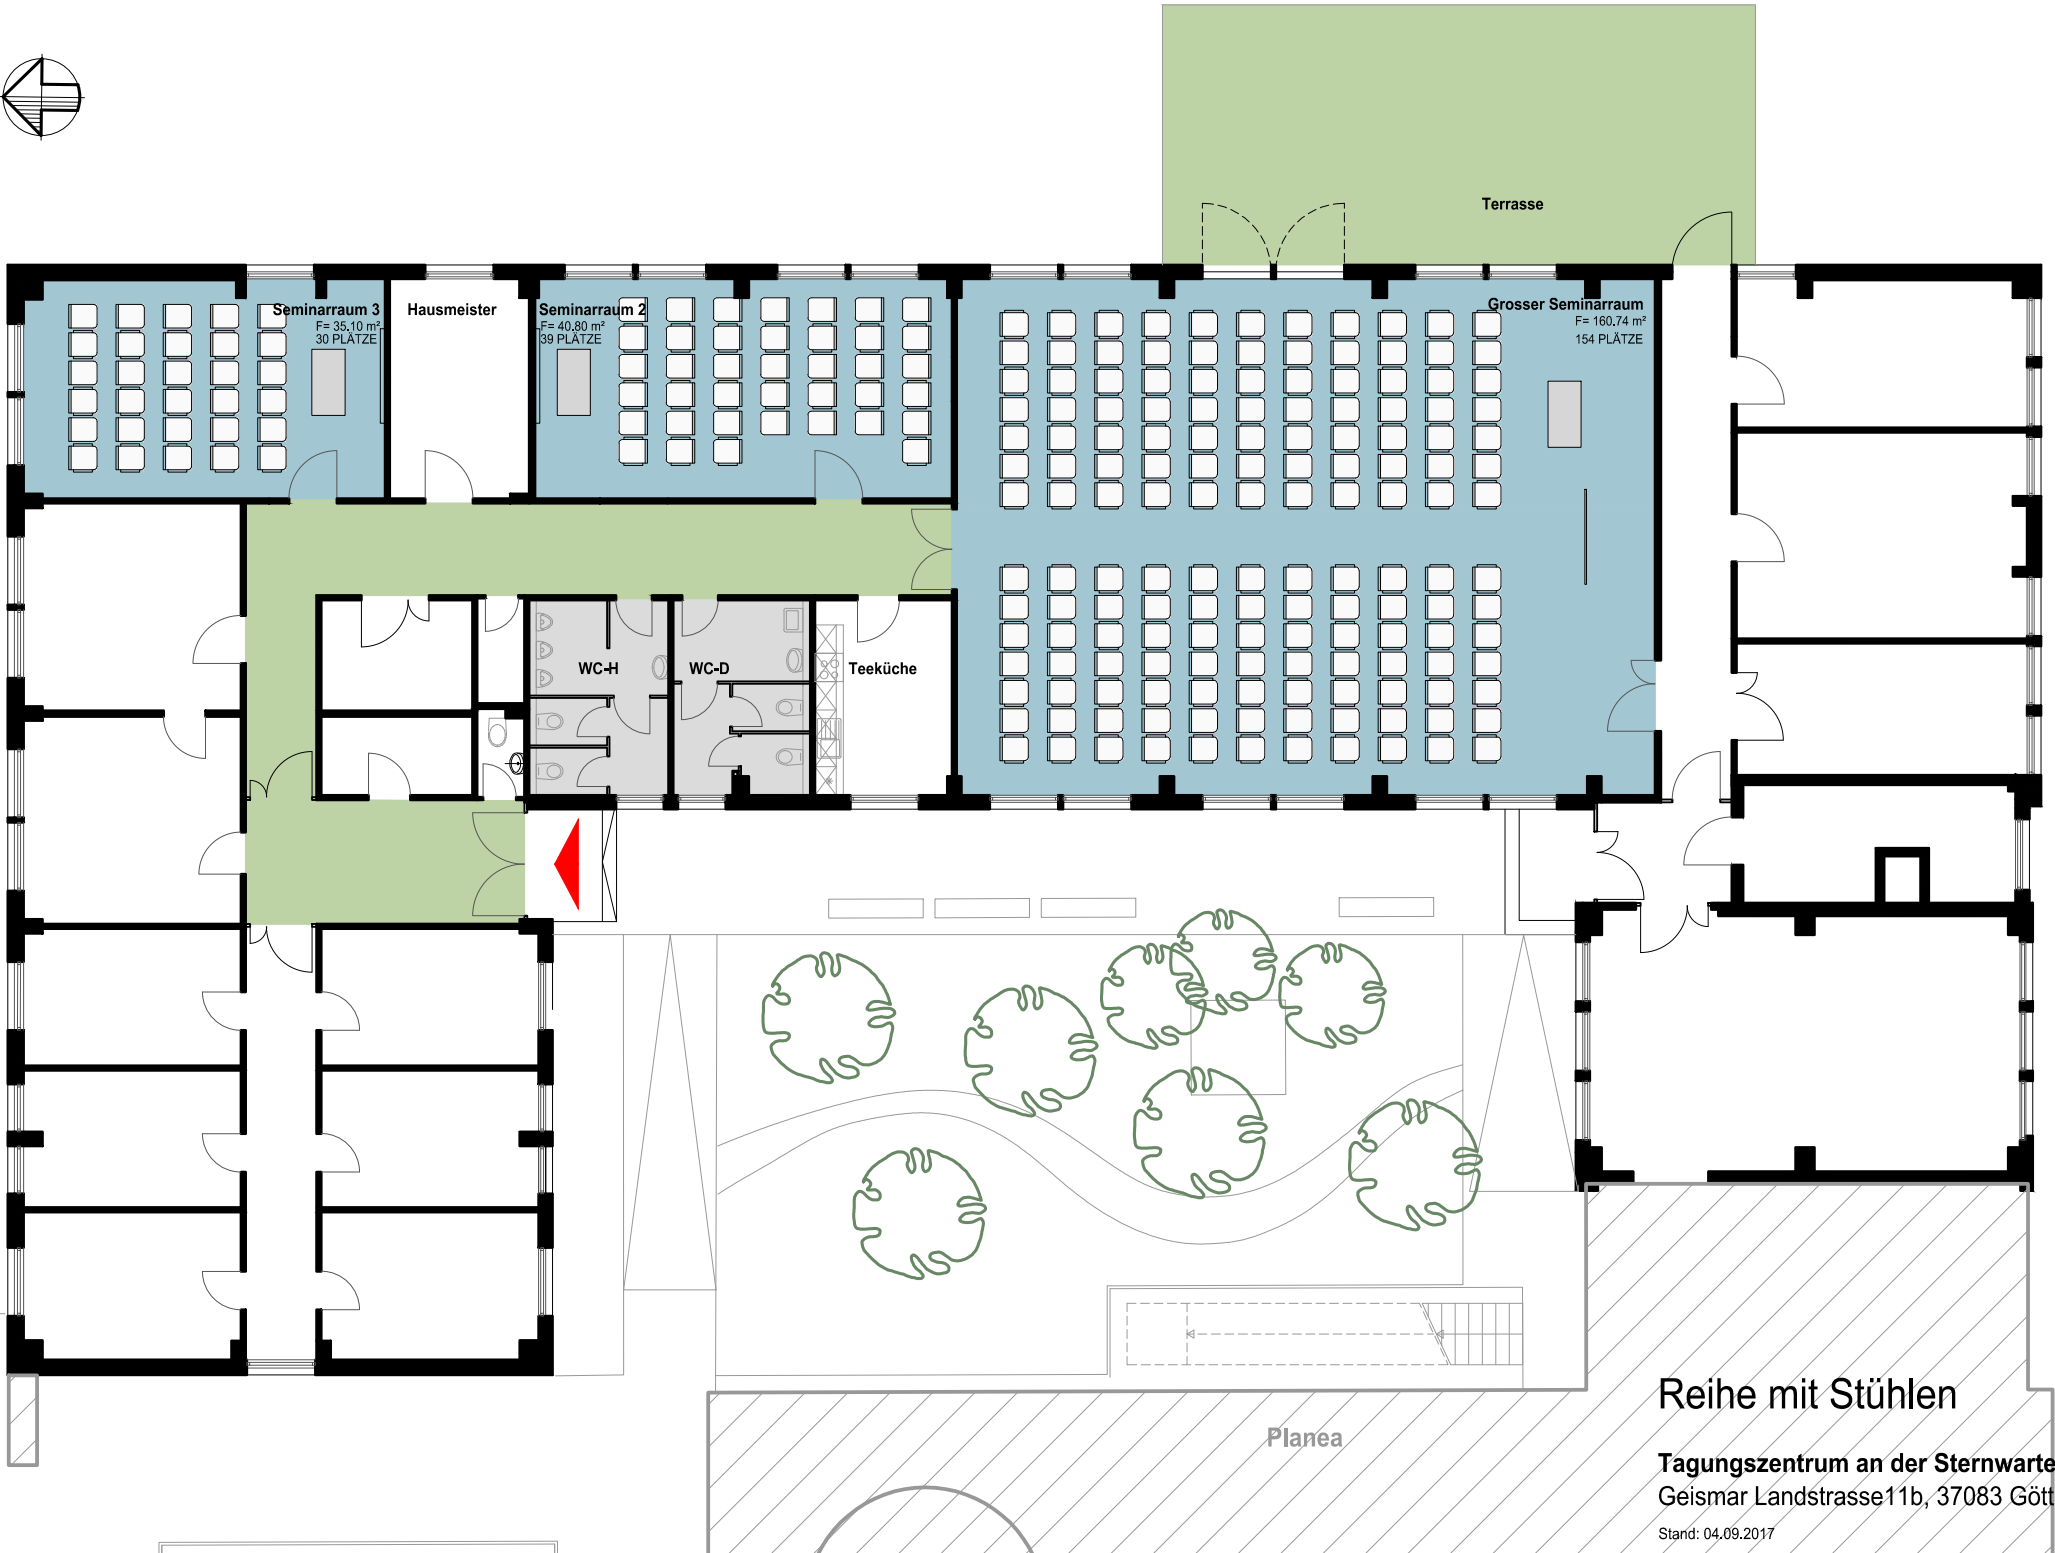 Terrasse
Seminarraum 3
F= 35.10 m²
30 PLÄTZE
Hausmeister
Seminarraum 2
F= 40.80 m²
39 PLÄTZE
Grosser Seminarraum
F= 160.74 m²
154 PLÄTZE
WC-H
WC-D
Teeküche
Planea
Reihe mit Stühlen
Tagungszentrum an der Sternwarte
Geismar Landstrasse11b, 37083 Gött
Stand: 04.09.2017